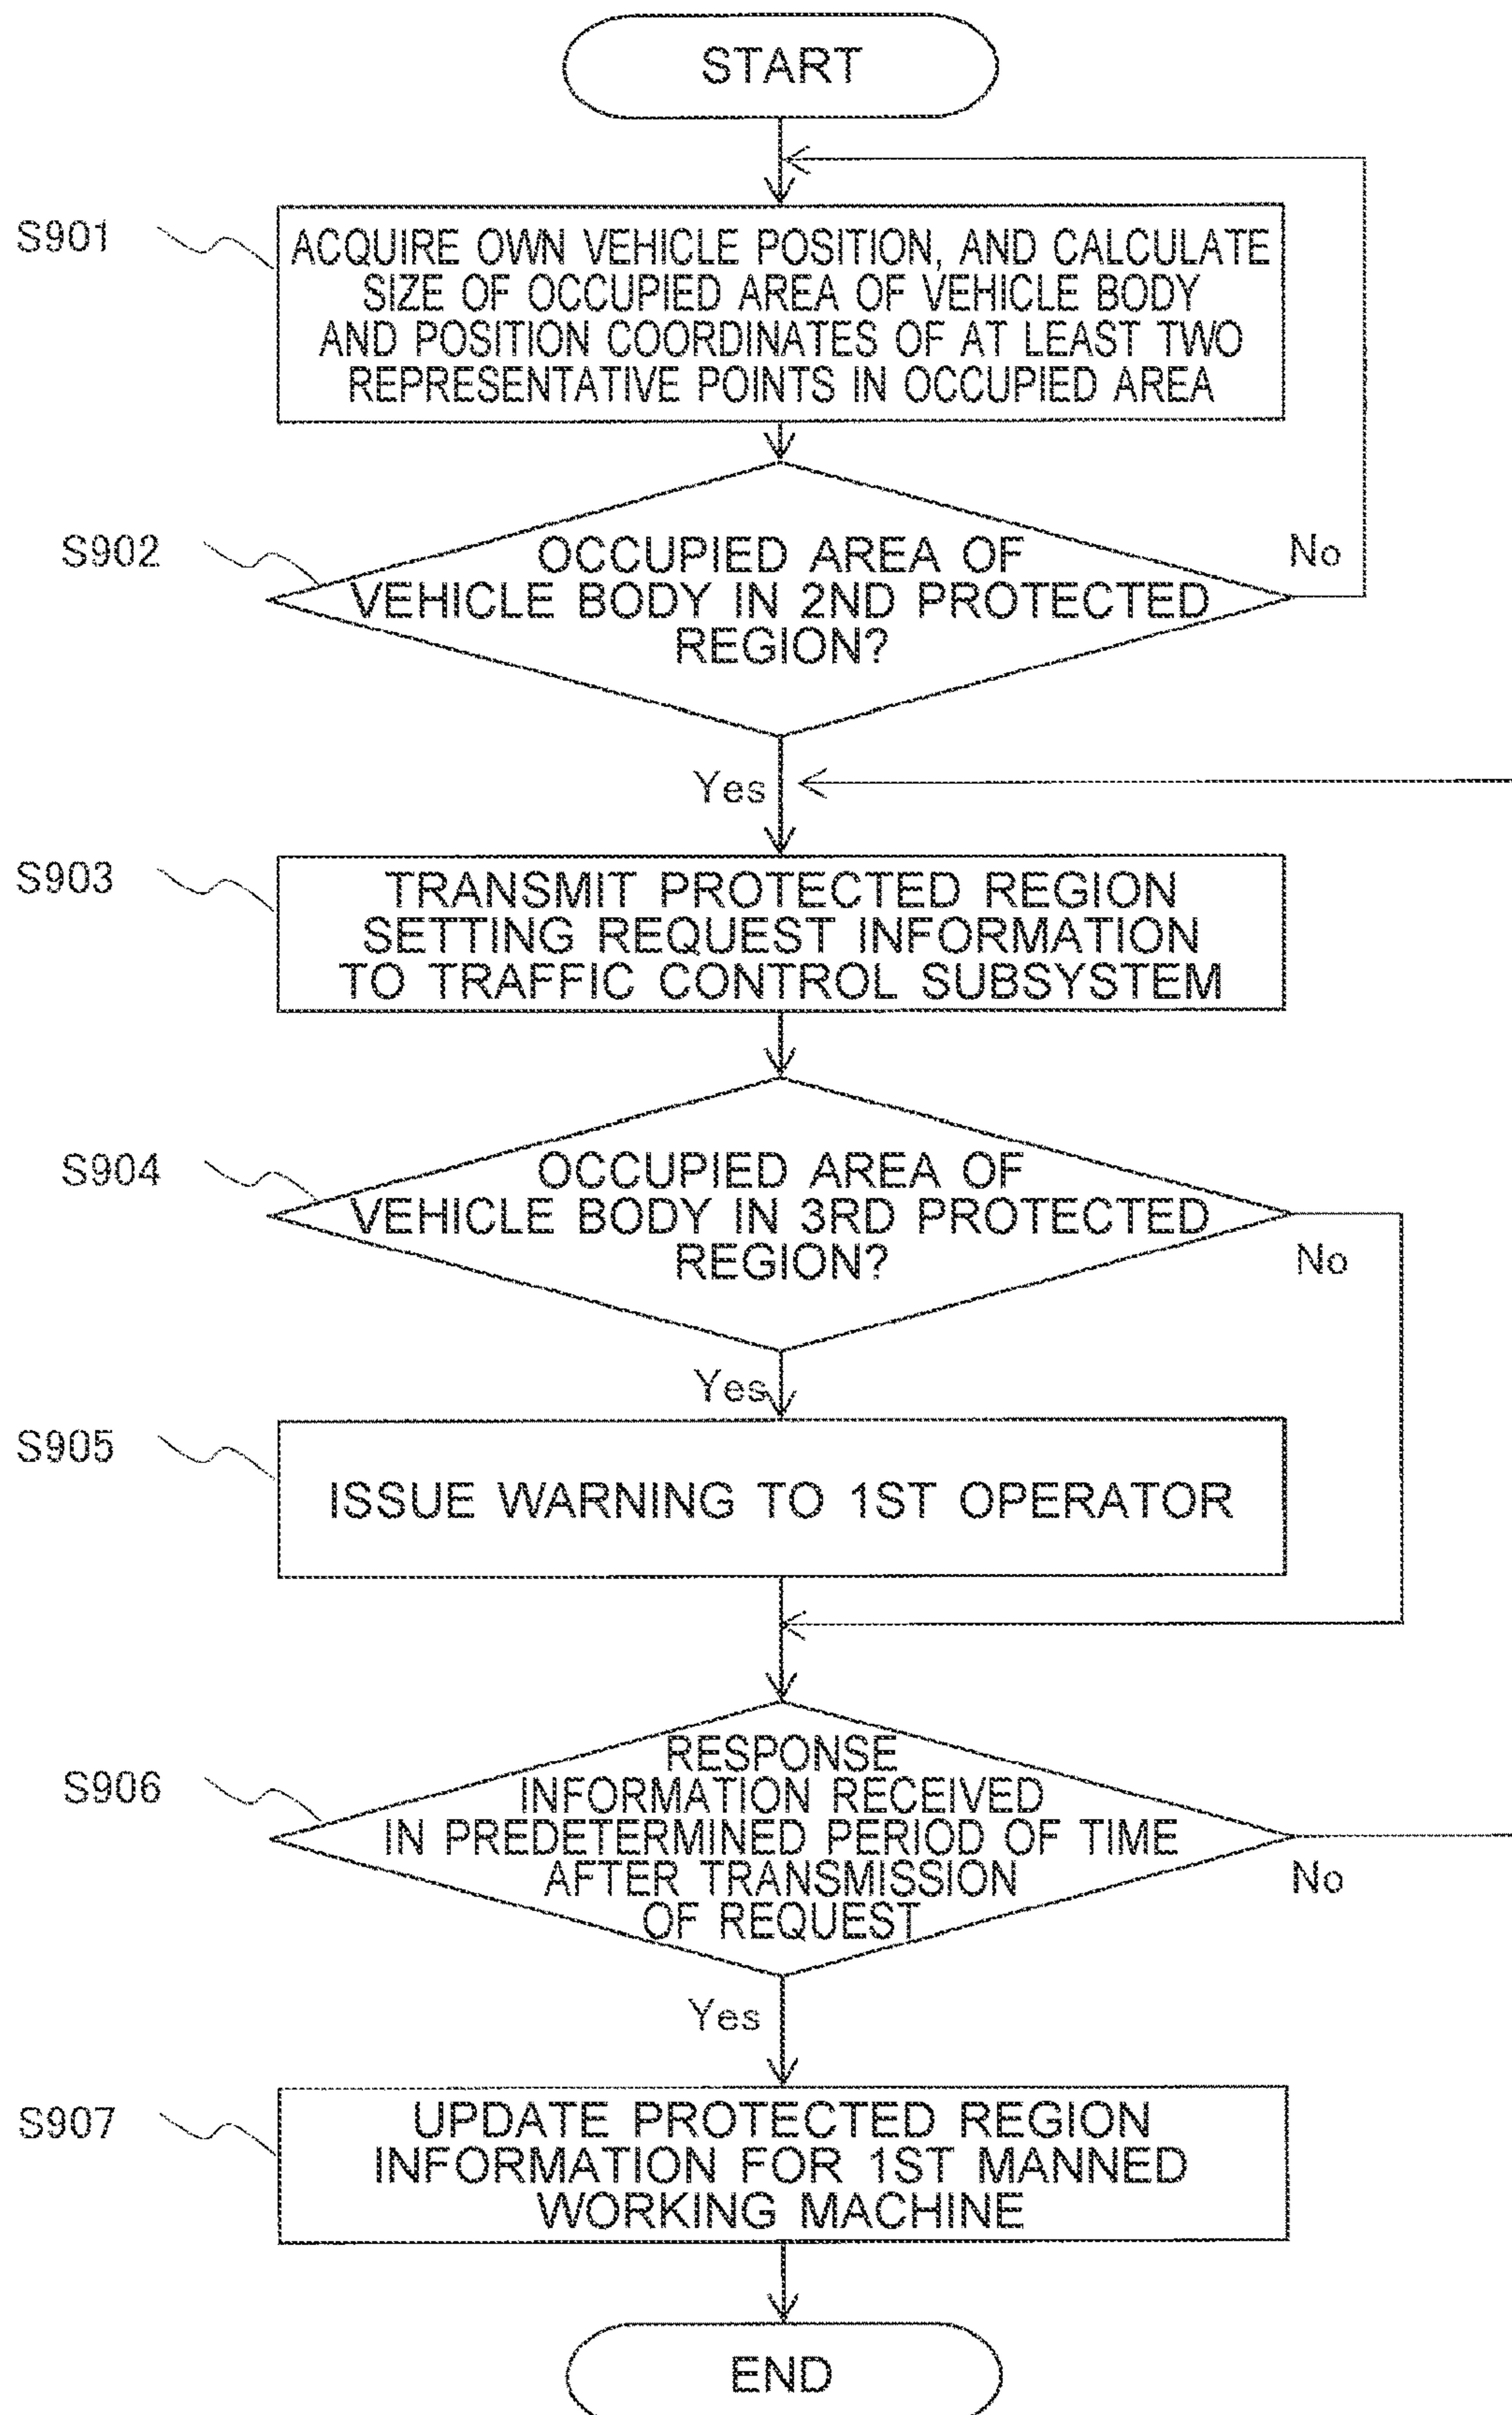 START
S901
ACQUIRE OWN VEHICLE POSITION, AND CALCULATE
SIZE OF OCCUPIED AREA OF VEHICLE BODY
AND POSITION COORDINATES OF AT LEAST TWO
REPRESENTATIVE POINTS IN OCCUPIED AREA
S902
OCCUPIED AREA OF
VEHICLE BODY IN 2ND PROTECTED
REGION?
No
Yes
S903
TRANSMIT PROTECTED REGION
SETTING REQUEST INFORMATION
TO TRAFFIC CONTROL SUBSYSTEM
S904
OCCUPIED AREA OF
VEHICLE BODY IN 3RD PROTECTED
REGION?
No
Yes
S905
ISSUE WARNING TO 1ST OPERATOR
S906
RESPONSE
INFORMATION RECEIVED
IN PREDETERMINED PERIOD OF TIME
AFTER TRANSMISSION
OF REQUEST
No
Yes
S907
UPDATE PROTECTED REGION
INFORMATION FOR 1ST MANNED
WORKING MACHINE
END